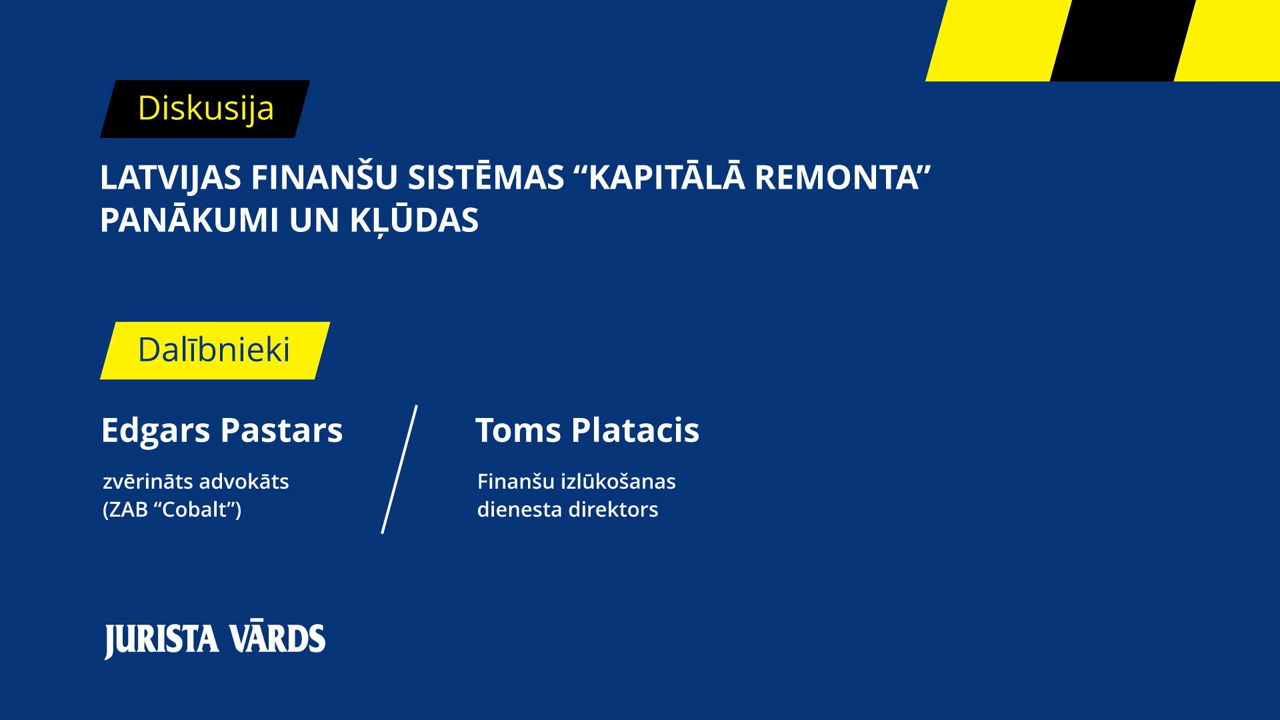 Diskusija
LATVIJAS FINANŠU SISTĒMAS “KAPITĀLĀ REMONTA”
PANĀKUMI UN KĻŪDAS
Dalībnieki
Edgars Pastars
zvērināts advokāts
(ZAB “Cobalt”)
Toms Platacis
Finanšu izlūkošanas
dienesta direktors
JURISTA VĀRDS